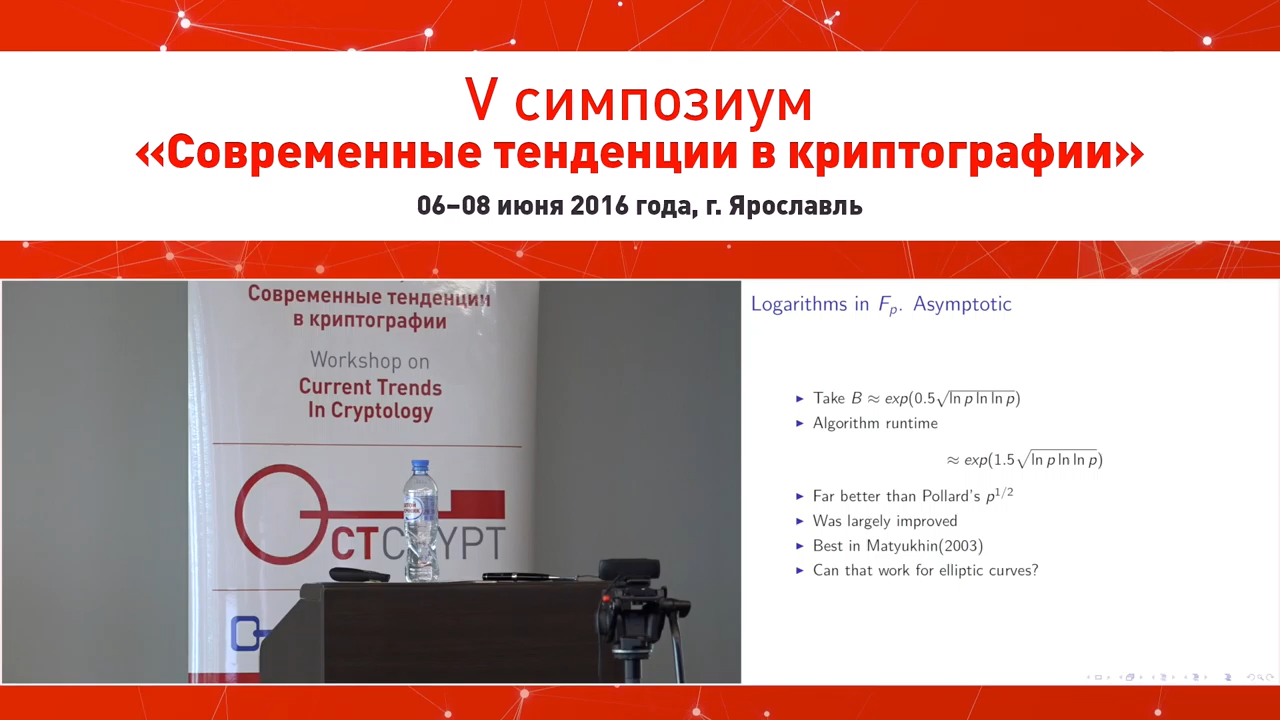 V симпозиум
«Современные тенденции в криптографии»
06–08 июня 2016 года, г. Ярославль
Современные тенденции
в криптографии
Workshop on
Current Trends
In Cryptology
CTCRYPT
Logarithms in F_p. Asymptotic
Take B ≈ exp(0.5√(ln p ln ln p))
Algorithm runtime
≈ exp(1.5√(ln p ln ln p))
Far better than Pollard's p^{1/2}
Was largely improved
Best in Matyukhin(2003)
Can that work for elliptic curves?